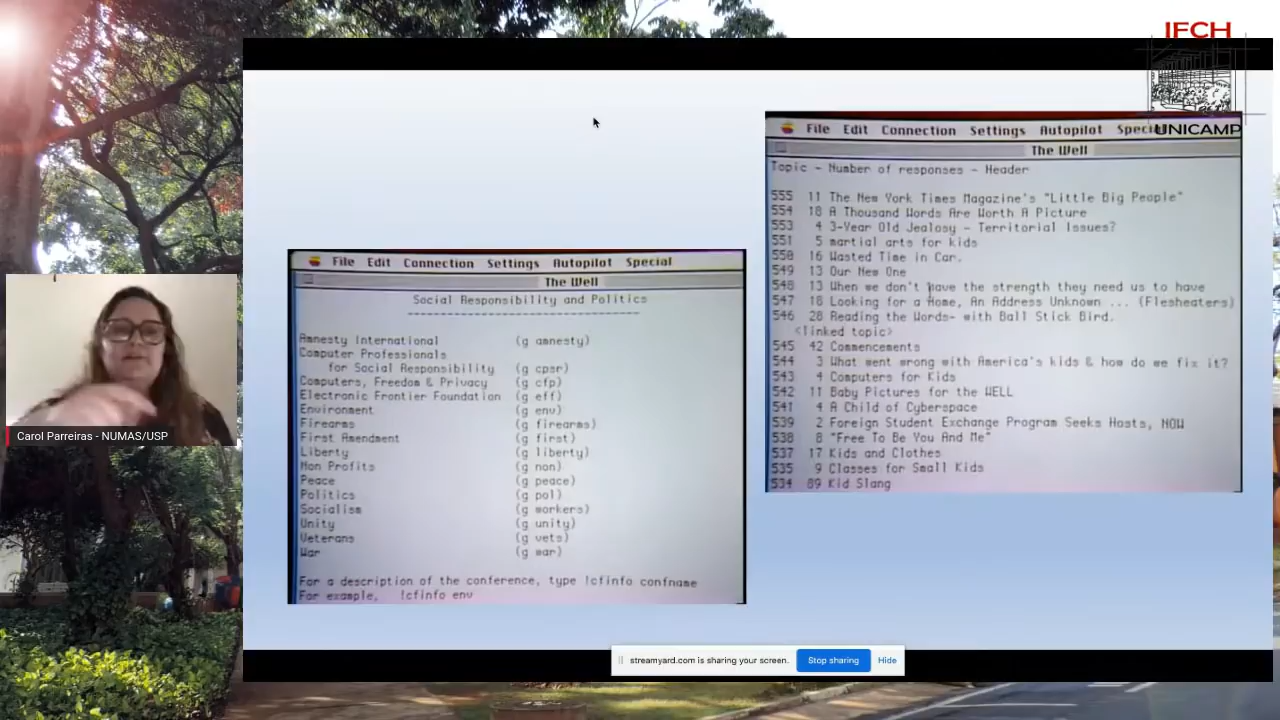 IFCH
UNICAMP
File Edit Connection Settings Autopilot Special
The Well
Social Responsibility and Politics
Amnesty International (g amnesty)
Computer Professionals
for Social Responsibility (g cpsr)
Computers, Freedom & Privacy (g cfp)
Electronic Frontier Foundation (g eff)
Environment (g env)
Firearms (g firearms)
First Amendment (g first)
Liberty (g liberty)
Non Profits (g non)
Peace (g peace)
Politics (g pol)
Socialism (g workers)
Unity (g unity)
Veterans (g vets)
War (g war)
For a description of the conference, type !cfinfo confname
For example, !cfinfo env
File Edit Connection Settings Autopilot Speci
The Well
Topic - Number of responses - Header
555 11 The New York Times Magazine's "Little Big People"
554 18 A Thousand Words Are Worth A Picture
553 4 3-Year Old Jealosy - Territorial Issues?
551 5 martial arts for kids
550 16 Wasted Time in Car.
549 13 Our New One
548 13 When we don't have the strength they need us to have
547 18 Looking for a Home, An Address Unknown ... (Flesheaters)
546 28 Reading the Words- with Ball Stick Bird.
<linked topic>
545 42 Commencements
544 3 What went wrong with America's kids & how do we fix it?
543 4 Computers for Kids
542 11 Baby Pictures for the WELL
541 4 A Child of Cyberspace
539 2 Foreign Student Exchange Program Seeks Hosts, NOW
538 8 "Free To Be You And Me"
537 17 Kids and Clothes
535 9 Classes for Small Kids
534 89 Kid Slang
Carol Parreiras - NUMAS/USP
streamyard.com is sharing your screen. Stop sharing Hide